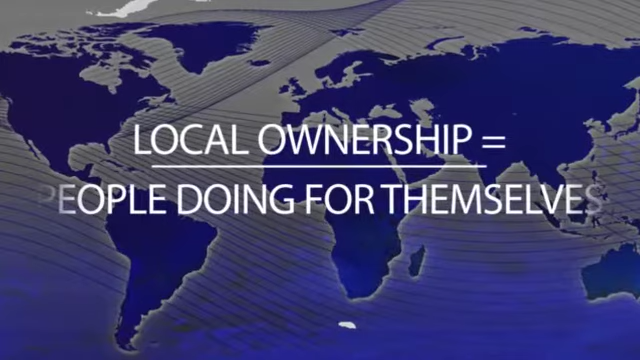 LOCAL OWNERSHIP =
PEOPLE DOING FOR THEMSELVES